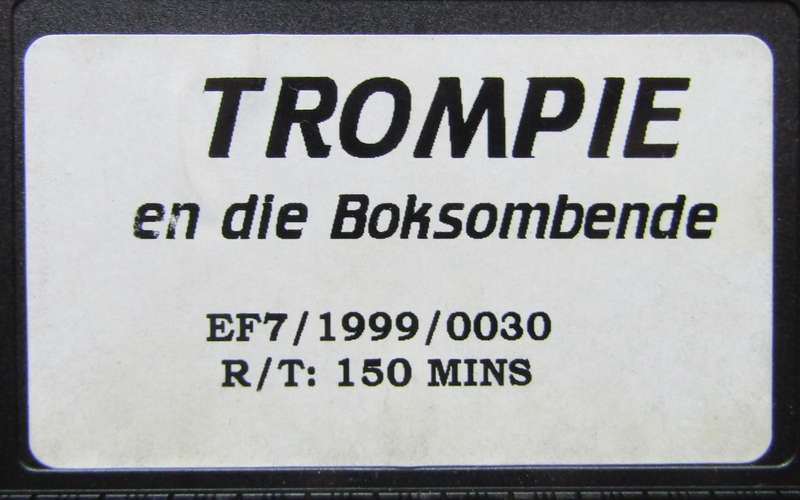 TROMPIE
en die Boksombende
EF7/1999/0030
R/T: 150 MINS